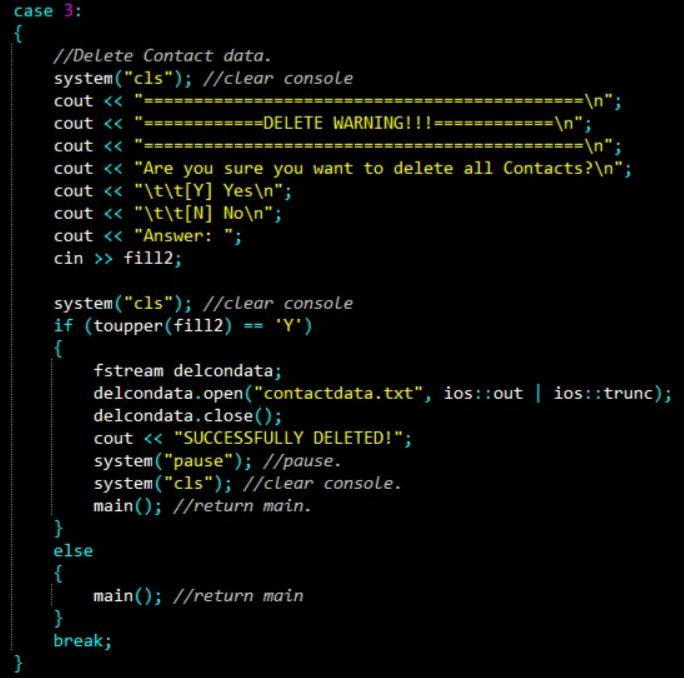 case 3:
{
//Delete Contact data.
system("cls"); //clear console
cout << "============================================\n";
cout << "============DELETE WARNING!!!============\n";
cout << "============================================\n";
cout << "Are you sure you want to delete all Contacts?\n";
cout << "\t\t[Y] Yes\n";
cout << "\t\t[N] No\n";
cout << "Answer: ";
cin >> fill2;
system("cls"); //clear console
if (toupper(fill2) == 'Y')
{
fstream delcondata;
delcondata.open("contactdata.txt", ios::out | ios::trunc);
delcondata.close();
cout << "SUCCESSFULLY DELETED!";
system("pause"); //pause.
system("cls"); //clear console.
main(); //return main.
}
else
{
main(); //return main
}
break;
}